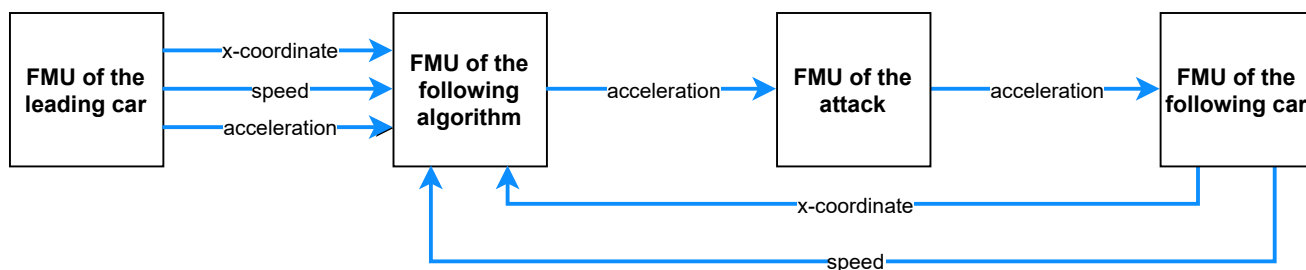 FMU of the
leading car
x-coordinate
speed
acceleration
FMU of the
following
algorithm
acceleration
FMU of the
attack
acceleration
FMU of the
following car
x-coordinate
speed